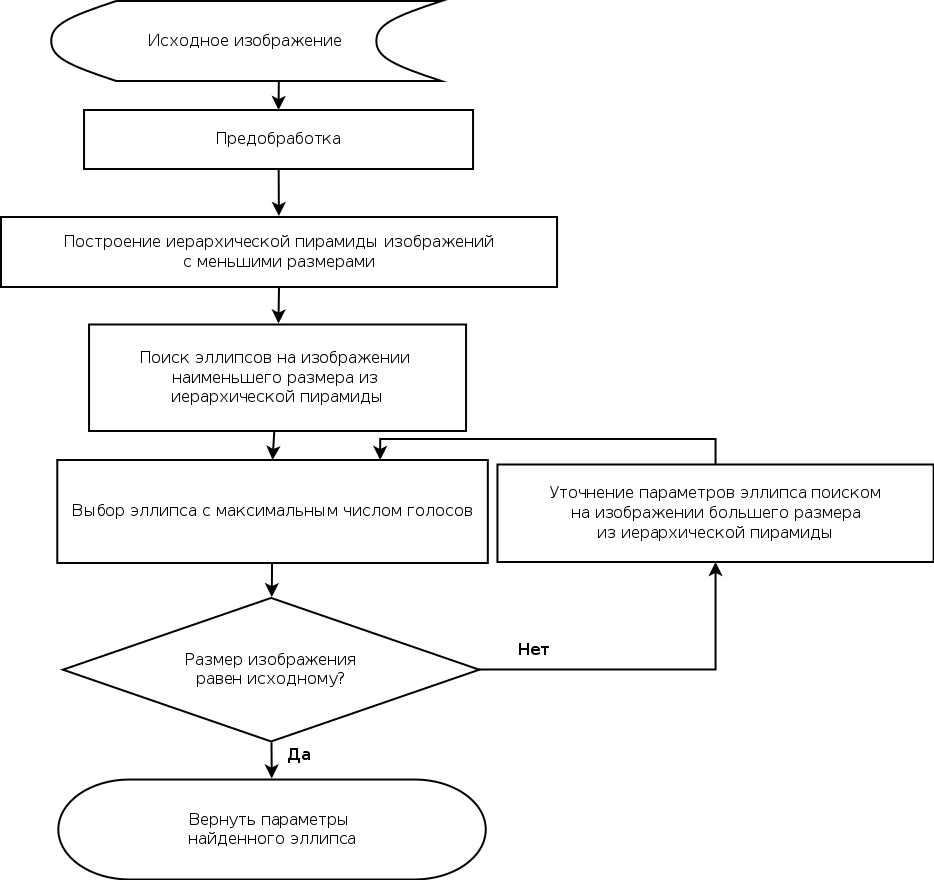 Исходное изображение
Предобработка
Построение иерархической пирамиды изображений
с меньшими размерами
Поиск эллипсов на изображении
наименьшего размера из
иерархической пирамиды
Выбор эллипса с максимальным числом голосов
Уточнение параметров эллипса поиском
на изображении большего размера
из иерархической пирамиды
Размер изображения
равен исходному?
Нет
Да
Вернуть параметры
найденного эллипса